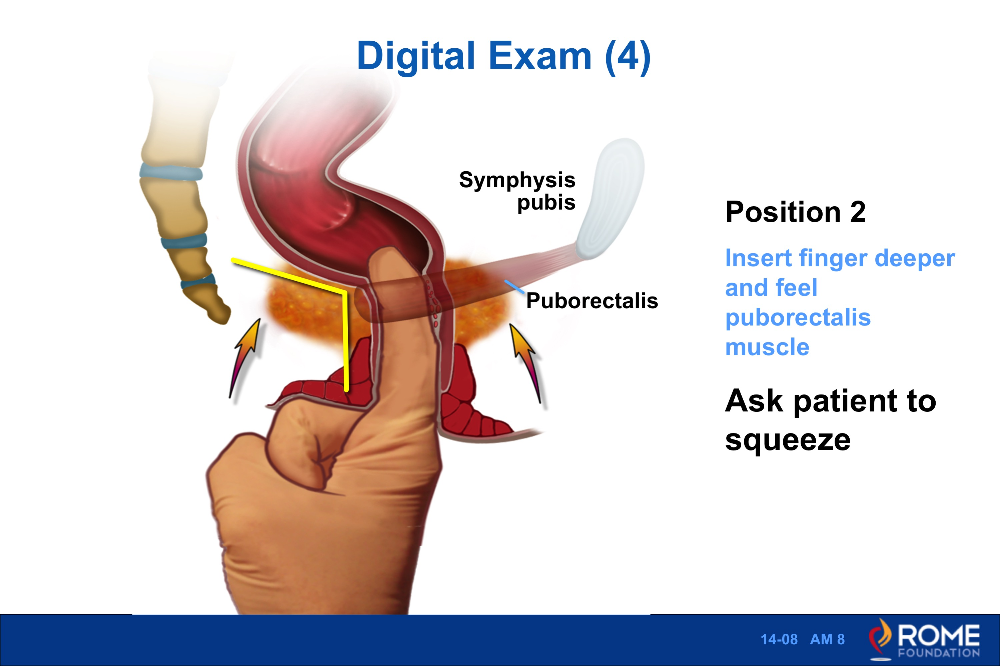 Digital Exam (4)
Symphysis
pubis
Puborectalis
Position 2
Insert finger deeper
and feel
puborectalis
muscle
Ask patient to
squeeze
14-08 AM 8
ROME
FOUNDATION